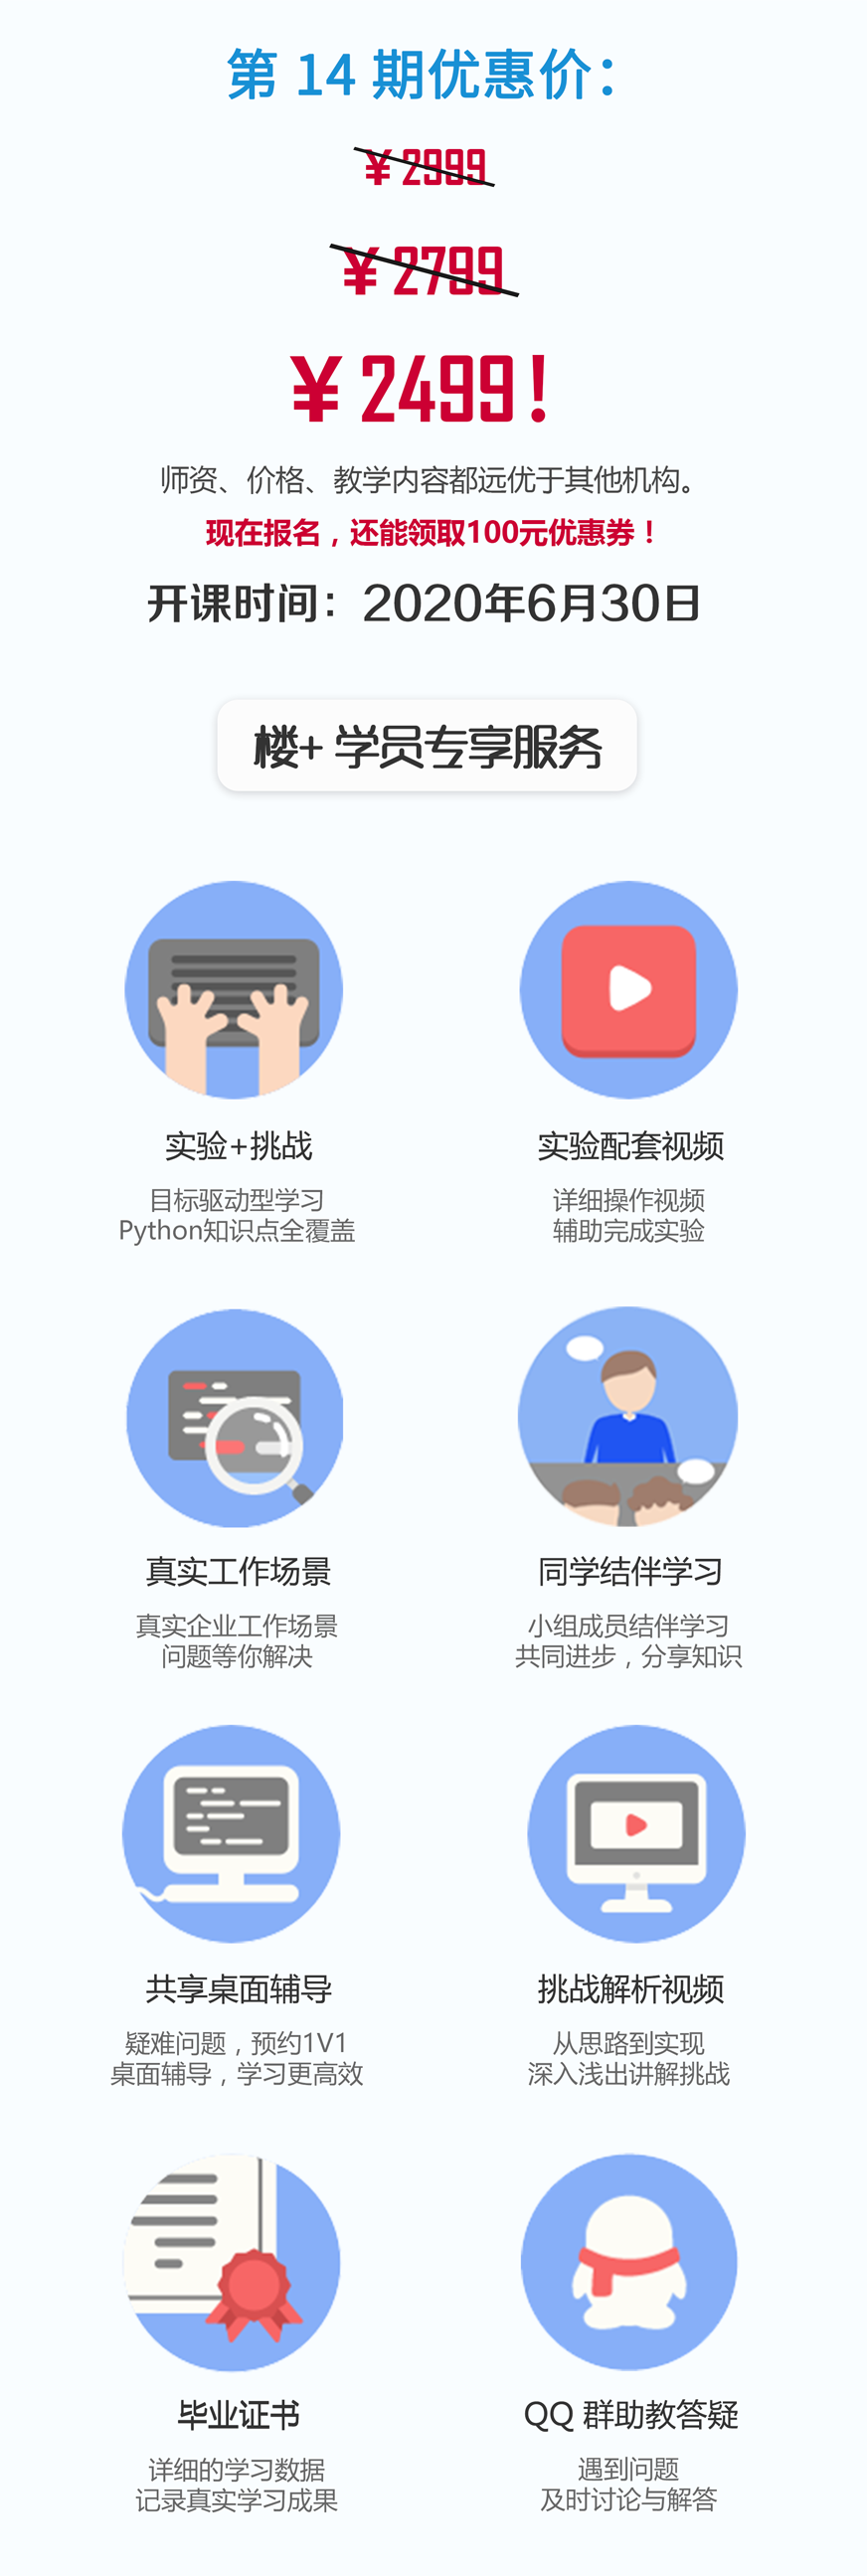 第 14 期优惠价：
¥ 2999
¥ 2799
¥ 2499！
师资、价格、教学内容都远优于其他机构。
现在报名，还能领取100元优惠券！
开课时间：2020年6月30日
楼+ 学员专享服务
实验+挑战
目标驱动型学习
Python知识点全覆盖
实验配套视频
详细操作视频
辅助完成实验
真实工作场景
真实企业工作场景
问题等你解决
同学结伴学习
小组成员结伴学习
共同进步，分享知识
共享桌面辅导
疑难问题，预约1V1
桌面辅导，学习更高效
挑战解析视频
从思路到实现
深入浅出讲解挑战
毕业证书
详细的学习数据
记录真实学习成果
QQ 群助教答疑
遇到问题
及时讨论与解答